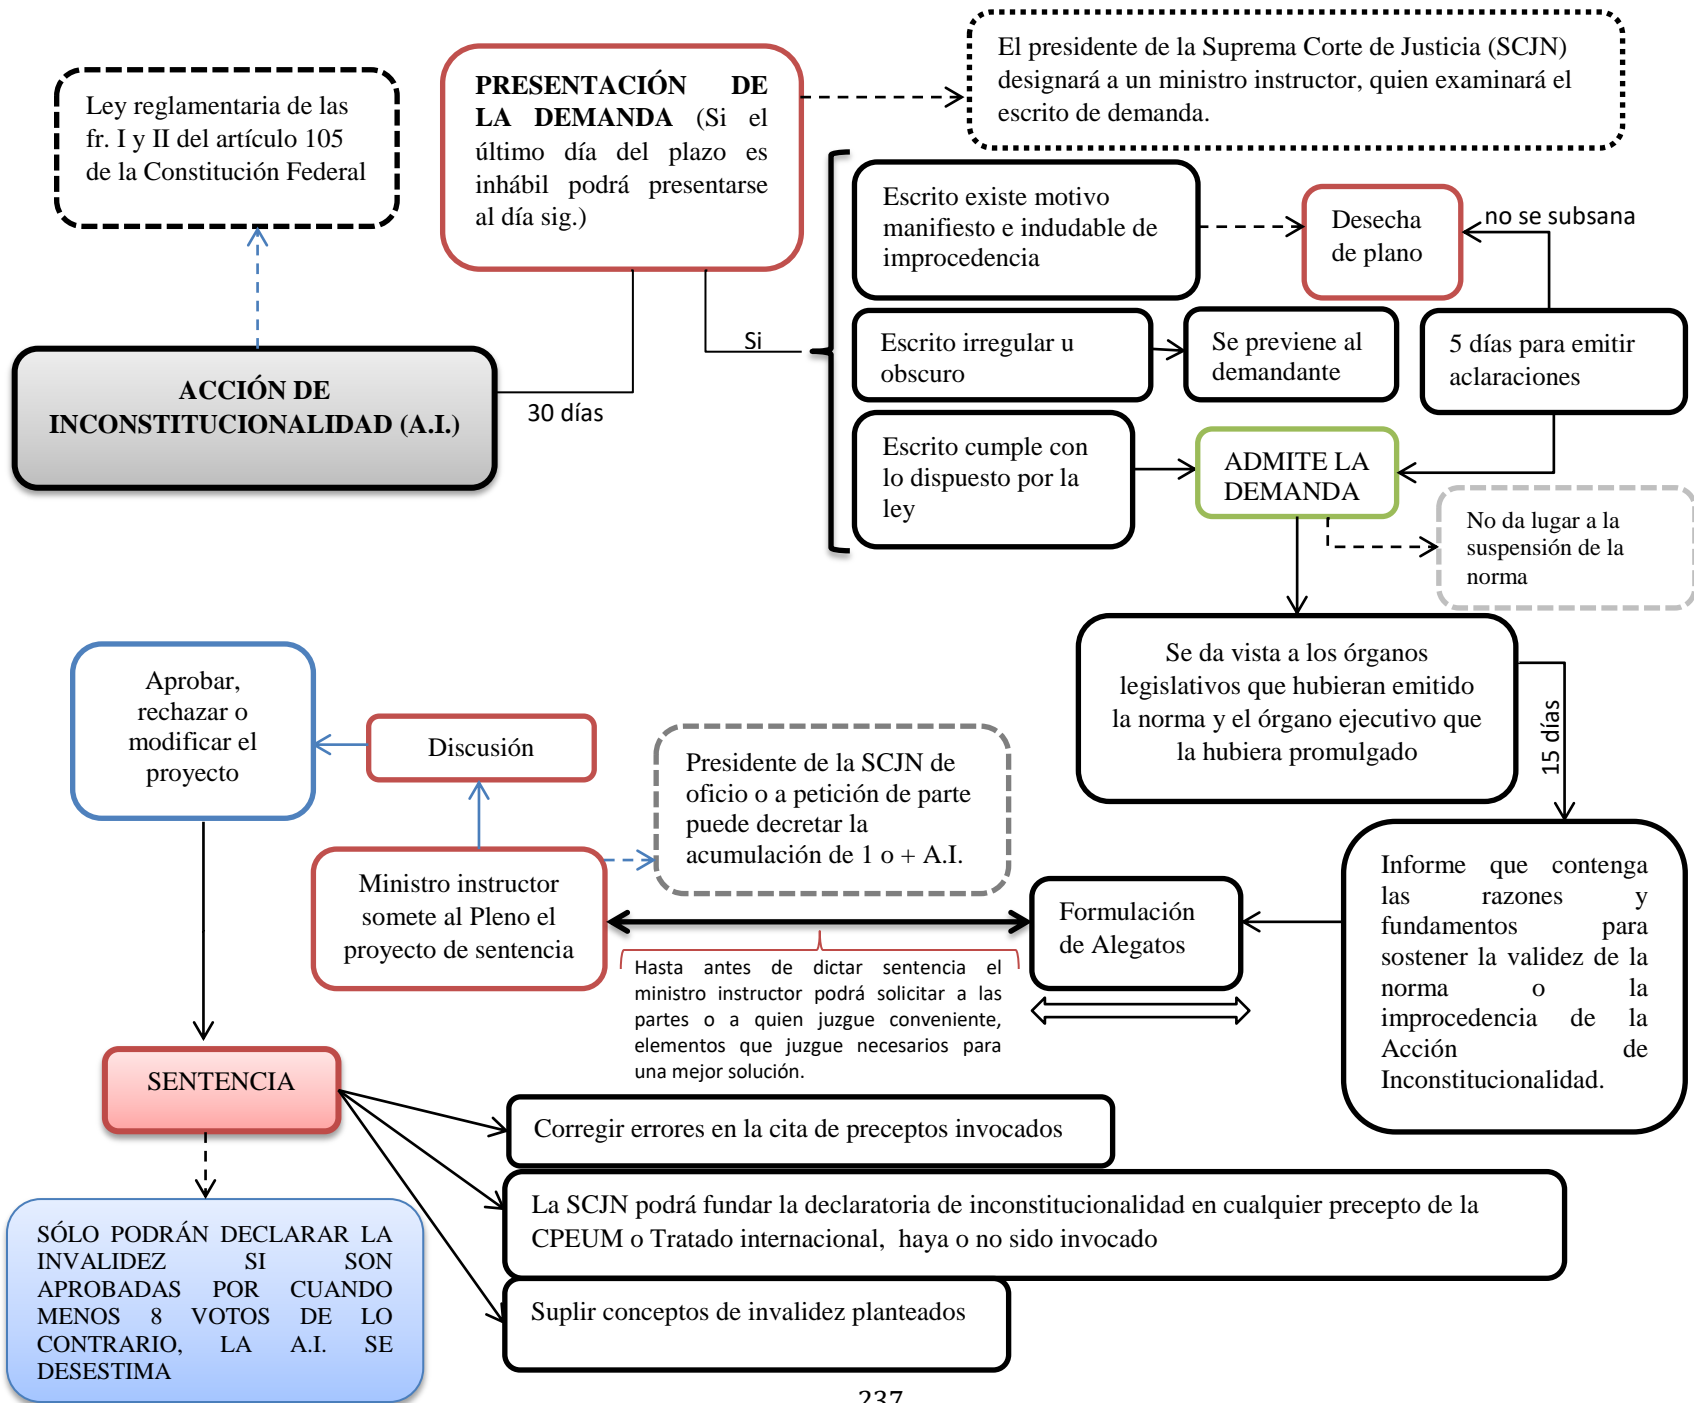 El presidente de la Suprema Corte de Justicia (SCJN)
designará a un ministro instructor, quien examinará el
escrito de demanda.
PRESENTACIÓN DE
LA DEMANDA (Si el
último día del plazo es
inhábil podrá presentarse
al día sig.)
Ley reglamentaria de las
fr. I y II del artículo 105
de la Constitución Federal
Escrito existe motivo
manifiesto e indudable de
improcedencia
Desecha
de plano
no se subsana
Si
Escrito irregular u
obscuro
Se previene al
demandante
5 días para emitir
aclaraciones
ACCIÓN DE
INCONSTITUCIONALIDAD (A.I.)
30 días
Escrito cumple con
lo dispuesto por la
ley
ADMITE LA
DEMANDA
No da lugar a la
suspensión de la
norma
Se da vista a los órganos
legislativos que hubieran emitido
la norma y el órgano ejecutivo que
la hubiera promulgado
15 días
Aprobar,
rechazar o
modificar el
proyecto
Discusión
Presidente de la SCJN de
oficio o a petición de parte
puede decretar la
acumulación de 1 o + A.I.
Informe que contenga
las razones y
fundamentos para
sostener la validez de la
norma o la
improcedencia de la
Acción de
Inconstitucionalidad.
Ministro instructor
somete al Pleno el
proyecto de sentencia
Formulación
de Alegatos
Hasta antes de dictar sentencia el
ministro instructor podrá solicitar a las
partes o a quien juzgue conveniente,
elementos que juzgue necesarios para
una mejor solución.
SENTENCIA
Corregir errores en la cita de preceptos invocados
La SCJN podrá fundar la declaratoria de inconstitucionalidad en cualquier precepto de la
CPEUM o Tratado internacional, haya o no sido invocado
Suplir conceptos de invalidez planteados
SÓLO PODRÁN DECLARAR LA
INVALIDEZ SI SON
APROBADAS POR CUANDO
MENOS 8 VOTOS DE LO
CONTRARIO, LA A.I. SE
DESESTIMA
237